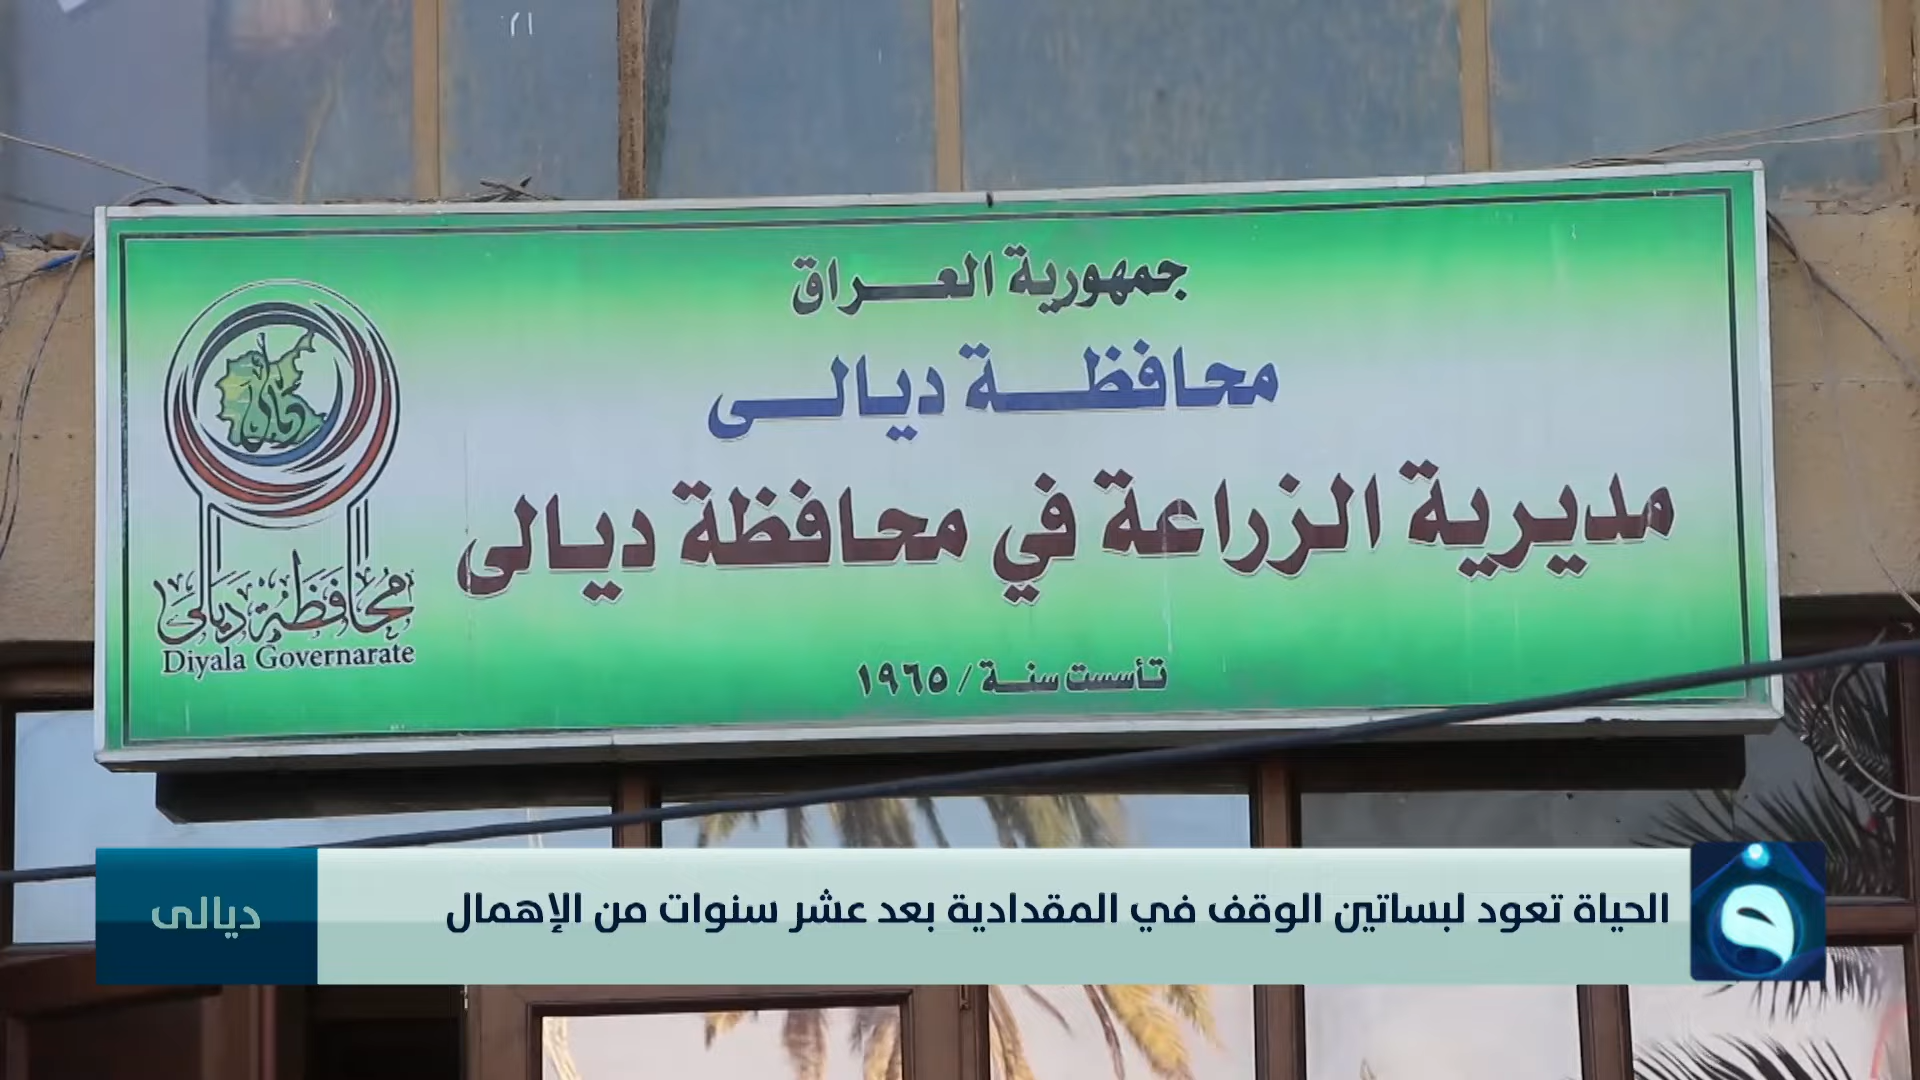 جمهورية العراق
محافظة ديالى
مديرية الزراعة في محافظة ديالى
تأسست سنة / ١٩٦٥
محافظة ديالى
Diyala Governarate
الحياة تعود لبساتين الوقف في المقدادية بعد عشر سنوات من الإهمال
ديالى